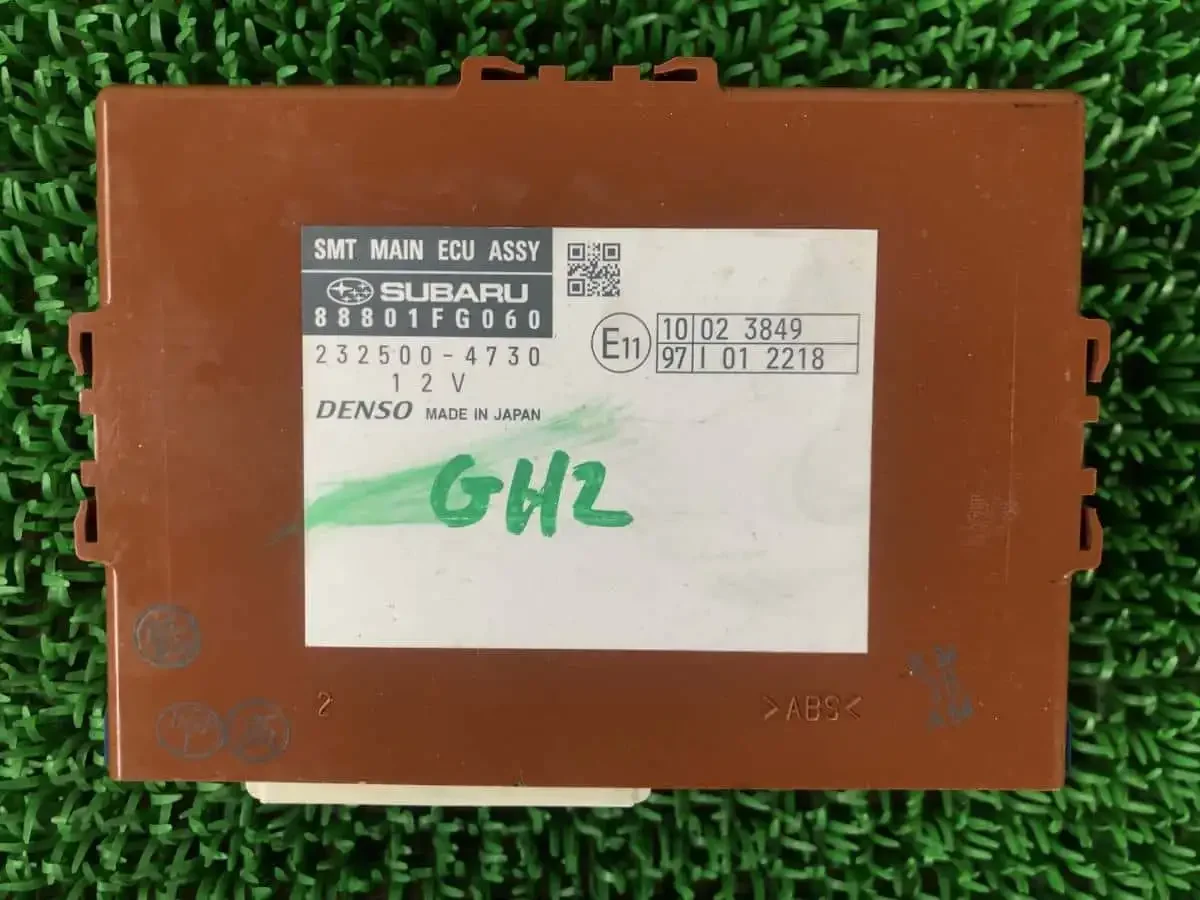 SMT MAIN ECU ASSY
SUBARU
88801FG060
232500-4730
12V
DENSO MADE IN JAPAN
E11
10 02 3849
97 I 01 2218
GH2
2
>ABS<